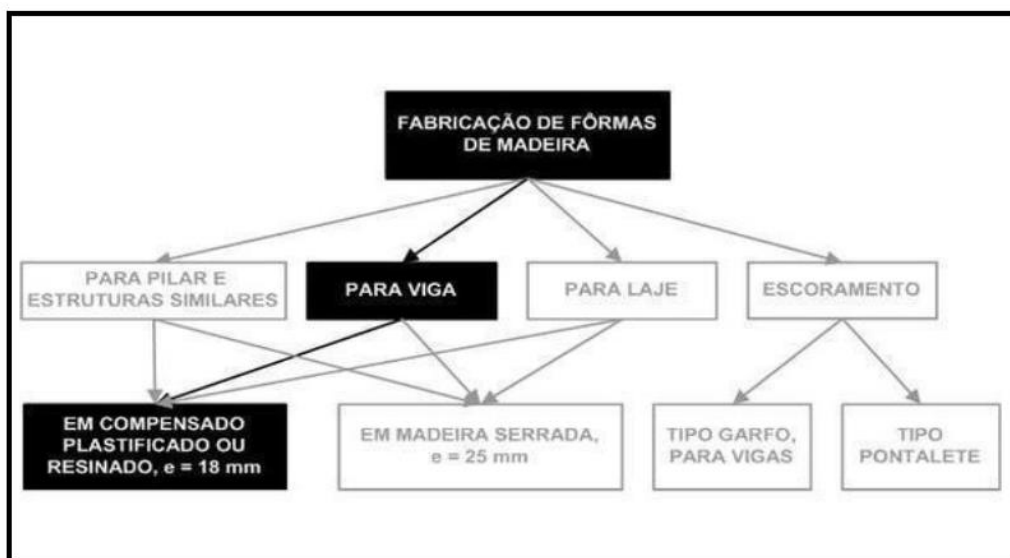 FABRICAÇÃO DE FÔRMAS
DE MADEIRA
PARA PILAR E
ESTRUTURAS SIMILARES
PARA VIGA
PARA LAJE
ESCORAMENTO
EM COMPENSADO
PLASTIFICADO OU
RESINADO, e = 18 mm
EM MADEIRA SERRADA,
e = 25 mm
TIPO GARFO,
PARA VIGAS
TIPO
PONTALETE